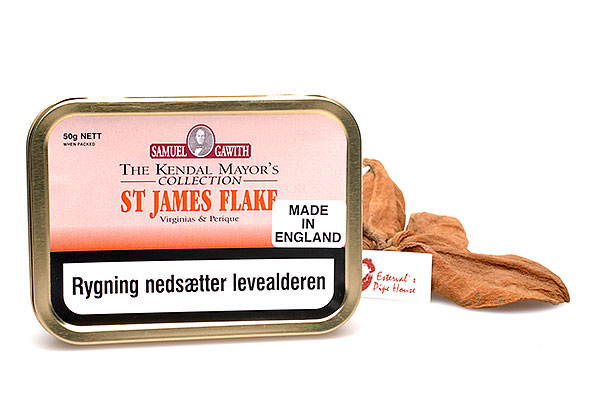 50g NETT
WHEN PACKED
SAMUEL GAWITH
THE KENDAL MAYOR'S
COLLECTION
ST JAMES FLAKE
Virginias & Perique
MADE
IN
ENGLAND
Rygning nedsætter levealderen
Esterval's
Pipe House